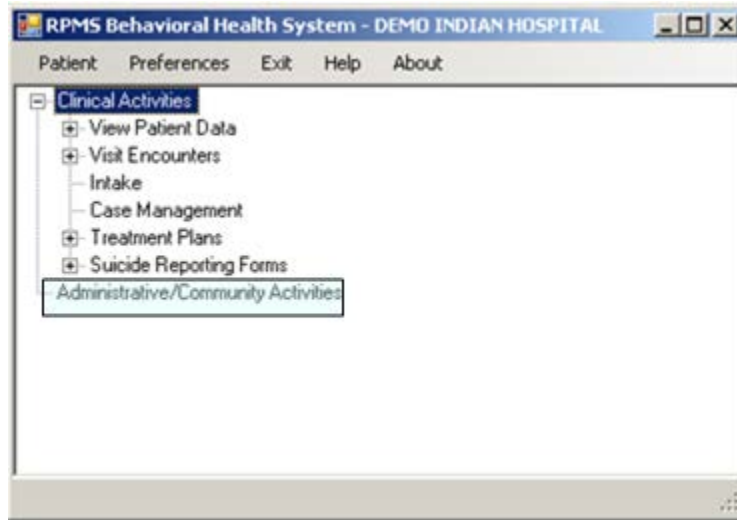 RPMS Behavioral Health System - DEMO INDIAN HOSPITAL
Patient Preferences Exit Help About
Clinical Activities
View Patient Data
Visit Encounters
Intake
Case Management
Treatment Plans
Suicide Reporting Forms
Administrative/Community Activities